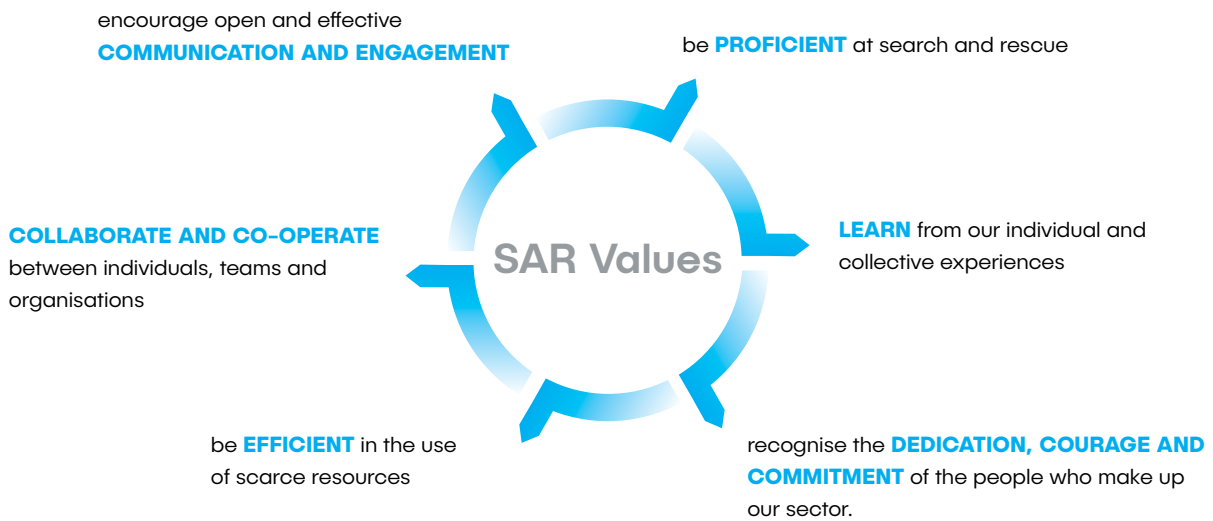 encourage open and effective
COMMUNICATION AND ENGAGEMENT
be PROFICIENT at search and rescue
COLLABORATE AND CO-OPERATE
between individuals, teams and
organisations
SAR Values
LEARN from our individual and
collective experiences
be EFFICIENT in the use
of scarce resources
recognise the DEDICATION, COURAGE AND
COMMITMENT of the people who make up
our sector.